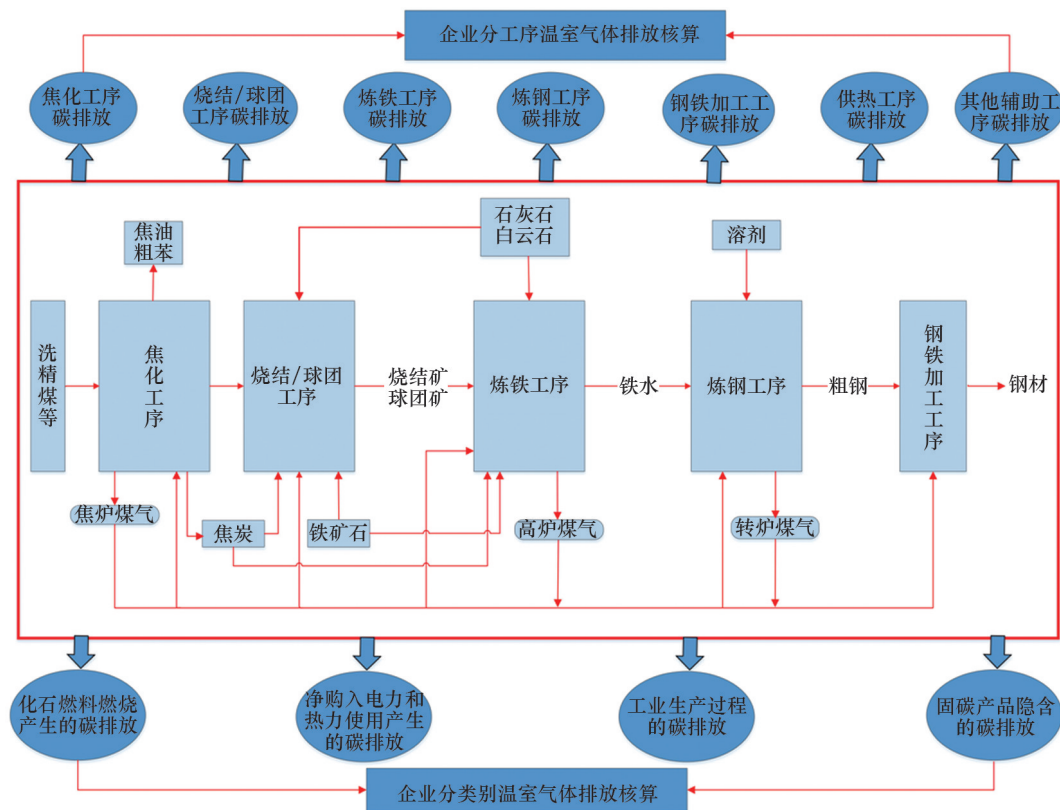 企业分工序温室气体排放核算
焦化工序
碳排放
烧结/球团
工序碳排放
炼铁工序
碳排放
炼钢工序
碳排放
钢铁加工工
序碳排放
供热工序
碳排放
其他辅助工
序碳排放
焦油
粗苯
石灰石
白云石
溶剂
洗精煤等
焦化工序
烧结/球团
工序
烧结矿
球团矿
炼铁工序
铁水
炼钢工序
粗钢
钢铁加工工序
钢材
焦炉煤气
焦炭
铁矿石
高炉煤气
转炉煤气
化石燃料燃烧
产生的碳排放
净购入电力和
热力使用产生
的碳排放
工业生产过程
的碳排放
固碳产品隐含
的碳排放
企业分类别温室气体排放核算